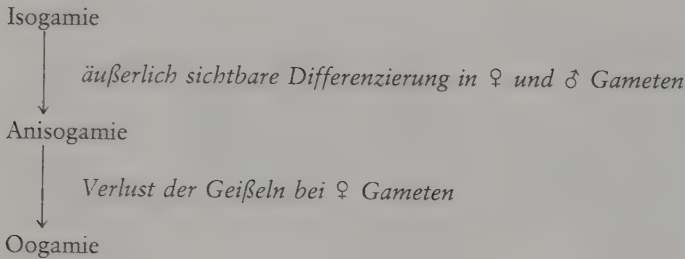 Isogamie
äußerlich sichtbare Differenzierung in ♀ und ♂ Gameten
Anisogamie
Verlust der Geißeln bei ♀ Gameten
Oogamie